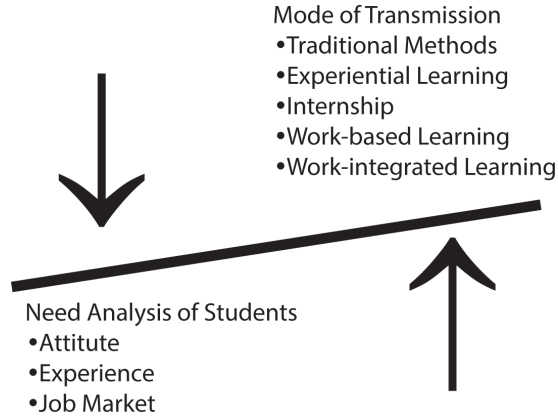 Mode of Transmission
•Traditional Methods
•Experiential Learning
•Internship
•Work-based Learning
•Work-integrated Learning
Need Analysis of Students
•Attitute
•Experience
•Job Market